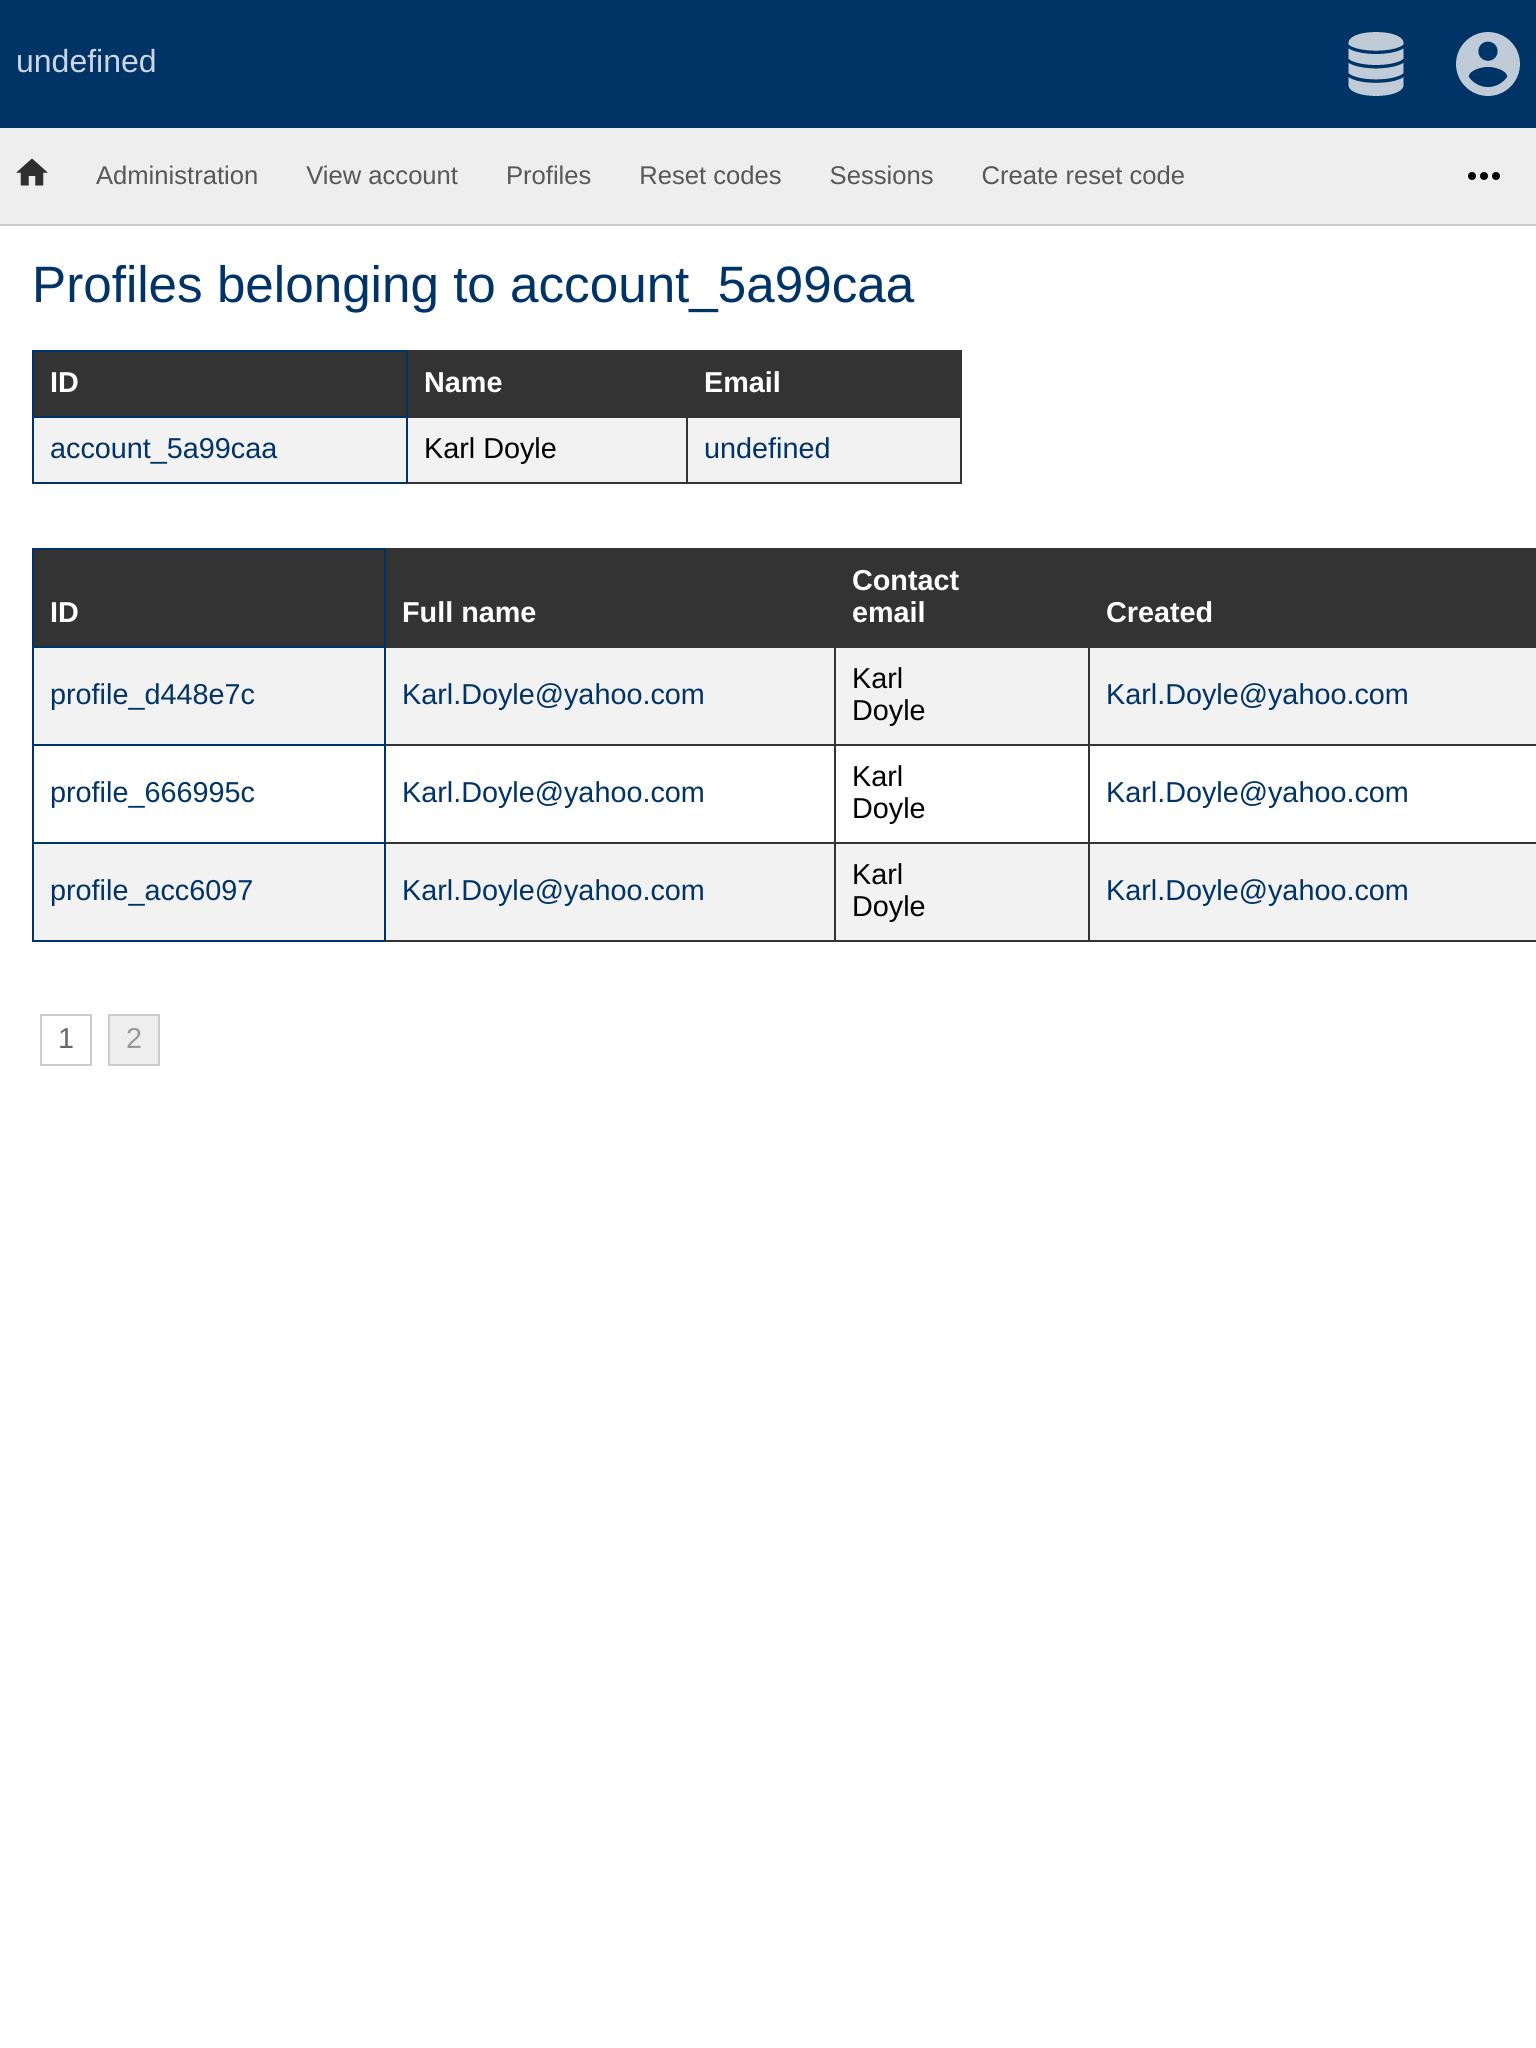 undefined
Administration View account Profiles Reset codes Sessions Create reset code
Profiles belonging to account_5a99caa
ID Name Email
account_5a99caa Karl Doyle undefined
ID Full name Contact email Created
profile_d448e7c Karl.Doyle@yahoo.com Karl Doyle Karl.Doyle@yahoo.com
profile_666995c Karl.Doyle@yahoo.com Karl Doyle Karl.Doyle@yahoo.com
profile_acc6097 Karl.Doyle@yahoo.com Karl Doyle Karl.Doyle@yahoo.com
1 2